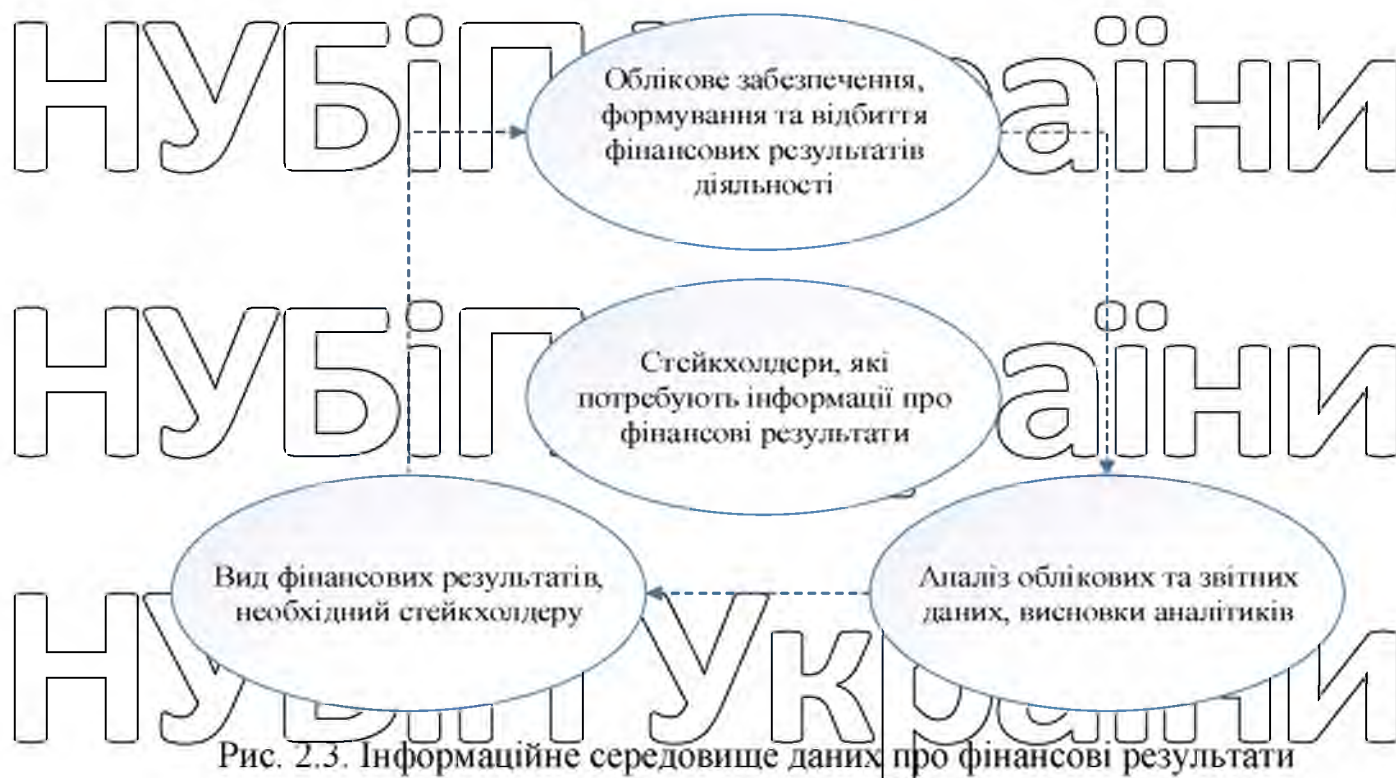 НУБІП України
Облікове забезпечення,
формування та відбиття
фінансових результатів
діяльності
НУБІП України
Стейкхолдери, які
потребують інформації про
фінансові результати
Вид фінансових результатів,
необхідний стейкхолдеру
Аналіз облікових та звітних
даних, висновки аналітиків
НУБІП України
Рис. 2.3. Інформаційне середовище даних про фінансові результати